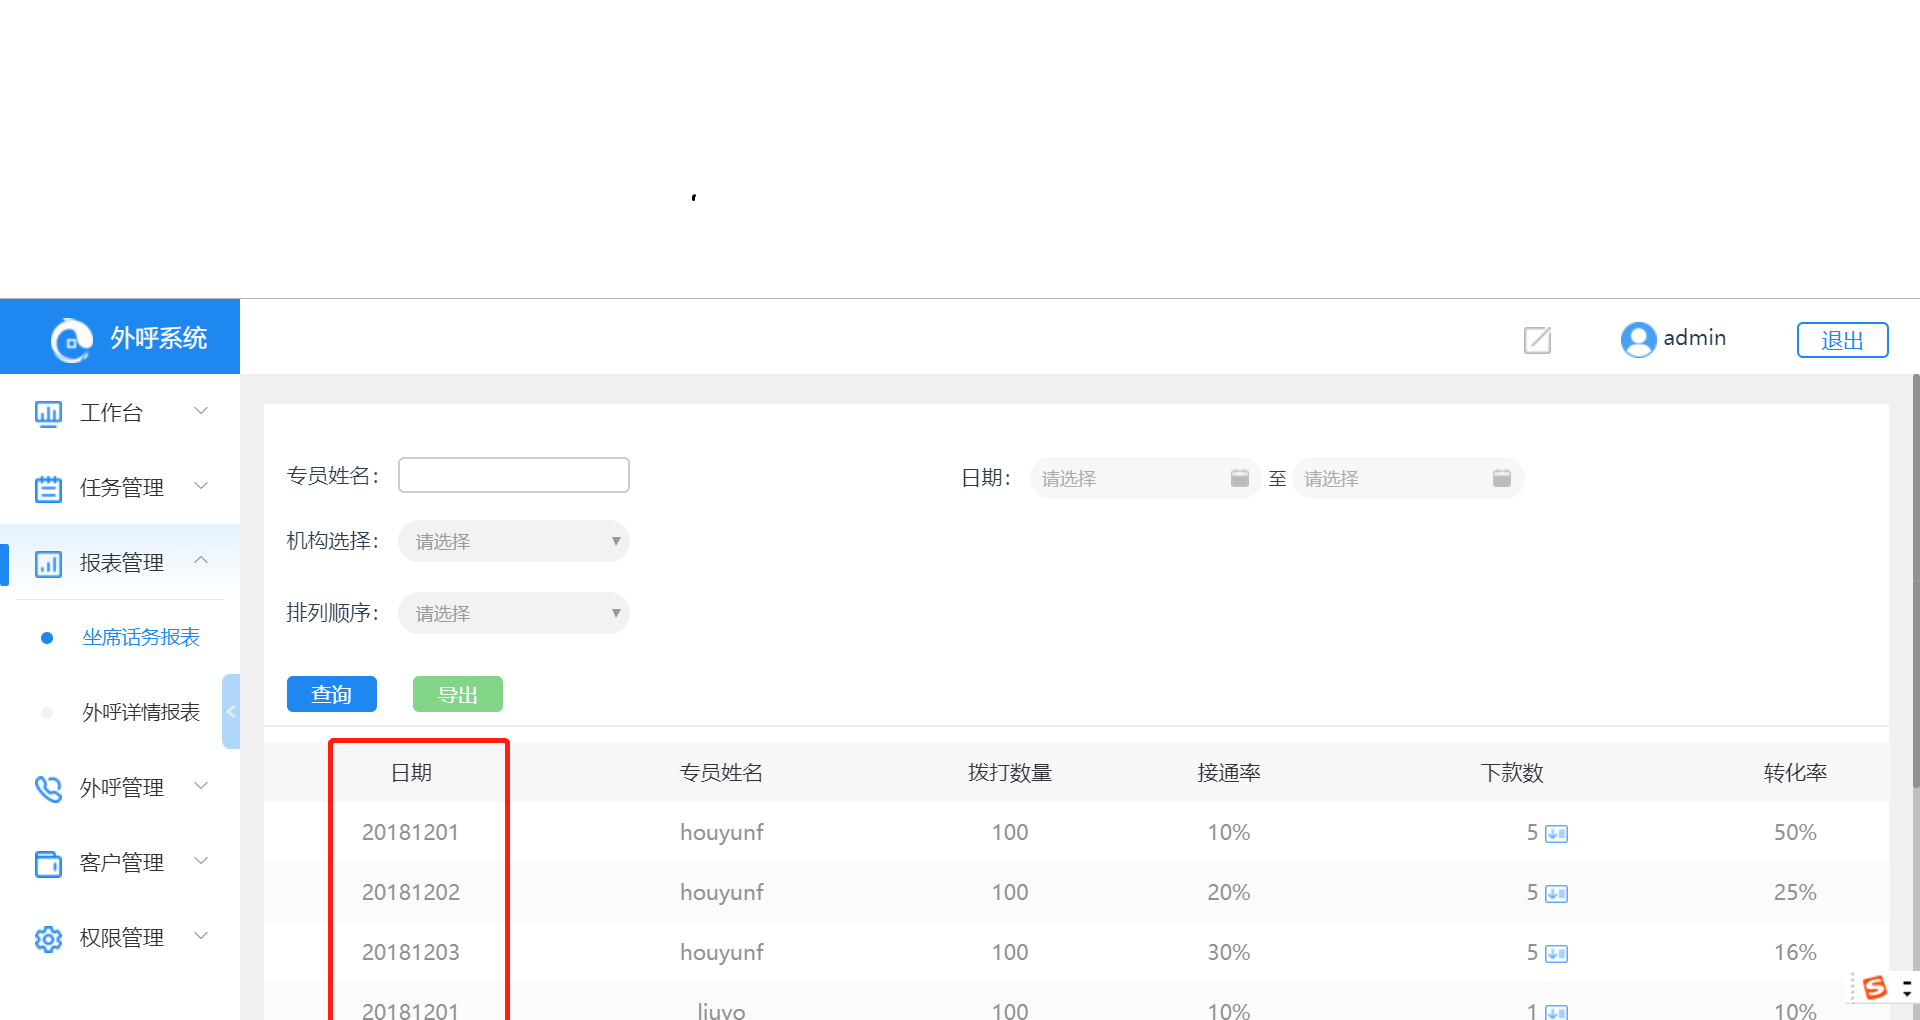 外呼系统
admin
退出
工作台
任务管理
报表管理
坐席话务报表
外呼详情报表
外呼管理
客户管理
权限管理
专员姓名：
日期： 请选择 至 请选择
机构选择： 请选择
排列顺序： 请选择
查询 导出
日期 专员姓名 拨打数量 接通率 下款数 转化率
20181201 houyunf 100 10% 5 50%
20181202 houyunf 100 20% 5 25%
20181203 houyunf 100 30% 5 16%
20181201 liuyo 100 10% 1 10%